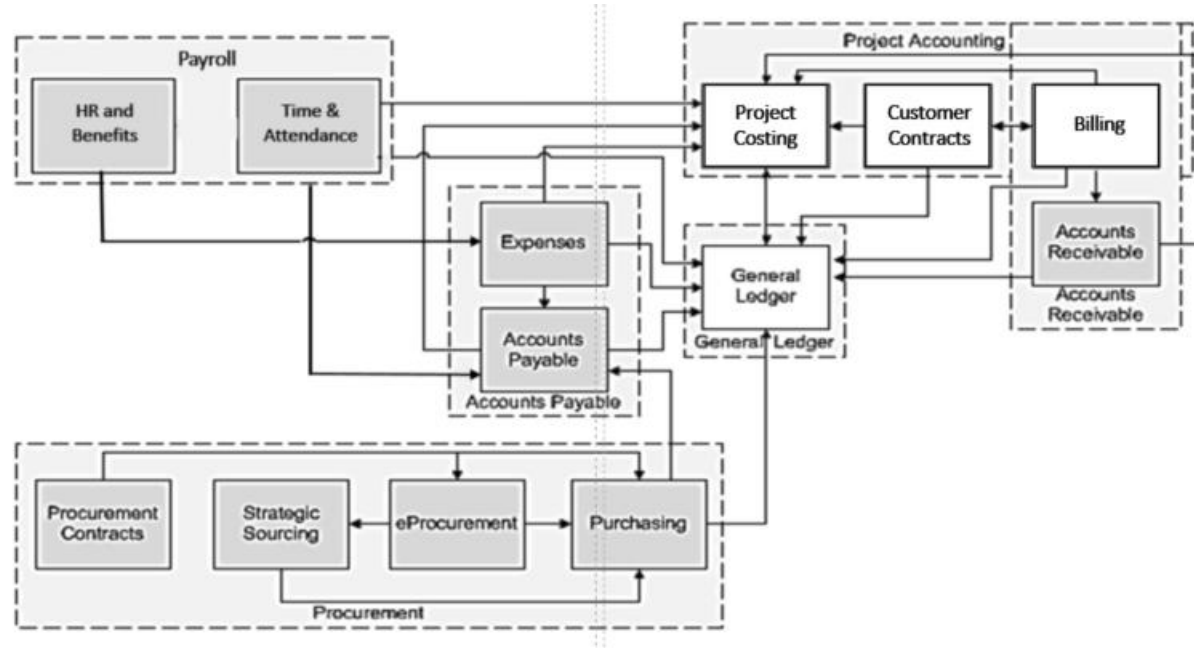 Payroll
HR and
Benefits
Time &
Attendance
Project Accounting
Project
Costing
Customer
Contracts
Billing
Expenses
Accounts
Payable
Accounts Payable
General
Ledger
General Ledger
Accounts
Receivable
Accounts
Receivable
Procurement
Contracts
Strategic
Sourcing
eProcurement
Purchasing
Procurement